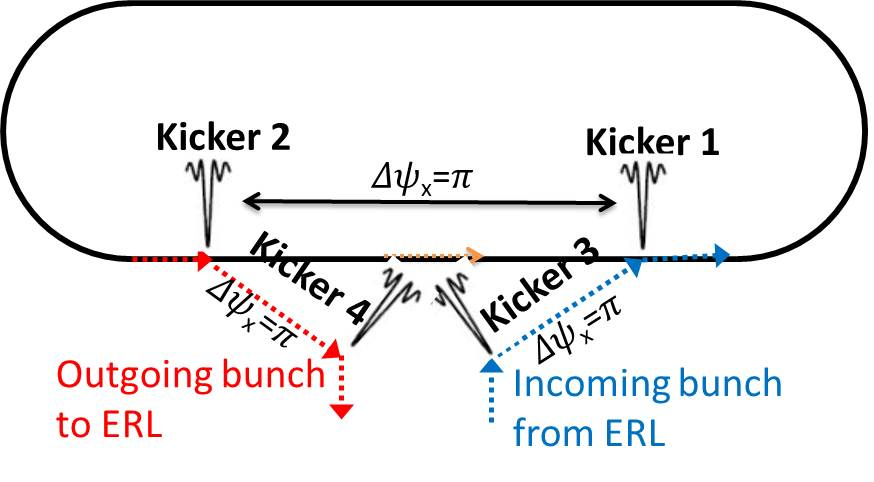 Kicker 2
Kicker 1
Δψx=π
Kicker 4
Kicker 3
Δψx=π
Δψx=π
Outgoing bunch
to ERL
Incoming bunch
from ERL